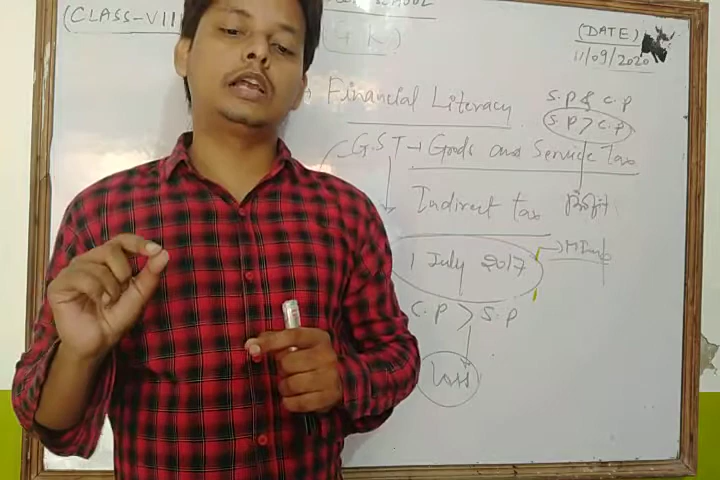 (CLASS-VIII
SCHOOL
(G K)
(DATE)
11/09/2020
Financial Literacy
S.P & C.P
S.P > C.P
G.S.T → Goods and Service Tax
Indirect tax
Profit
1 July 2017
C.P > S.P
Loss